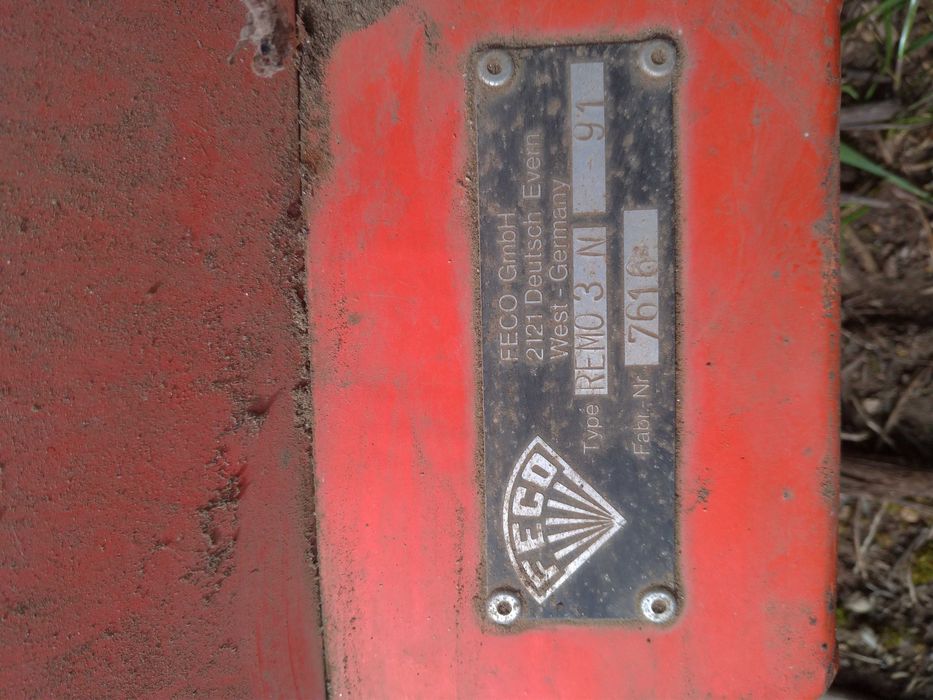 FECO
FECO GmbH
2121 Deutsch Evern
West-Germany
Type REMO 3 N - 91
Fabr.-Nr. 7616